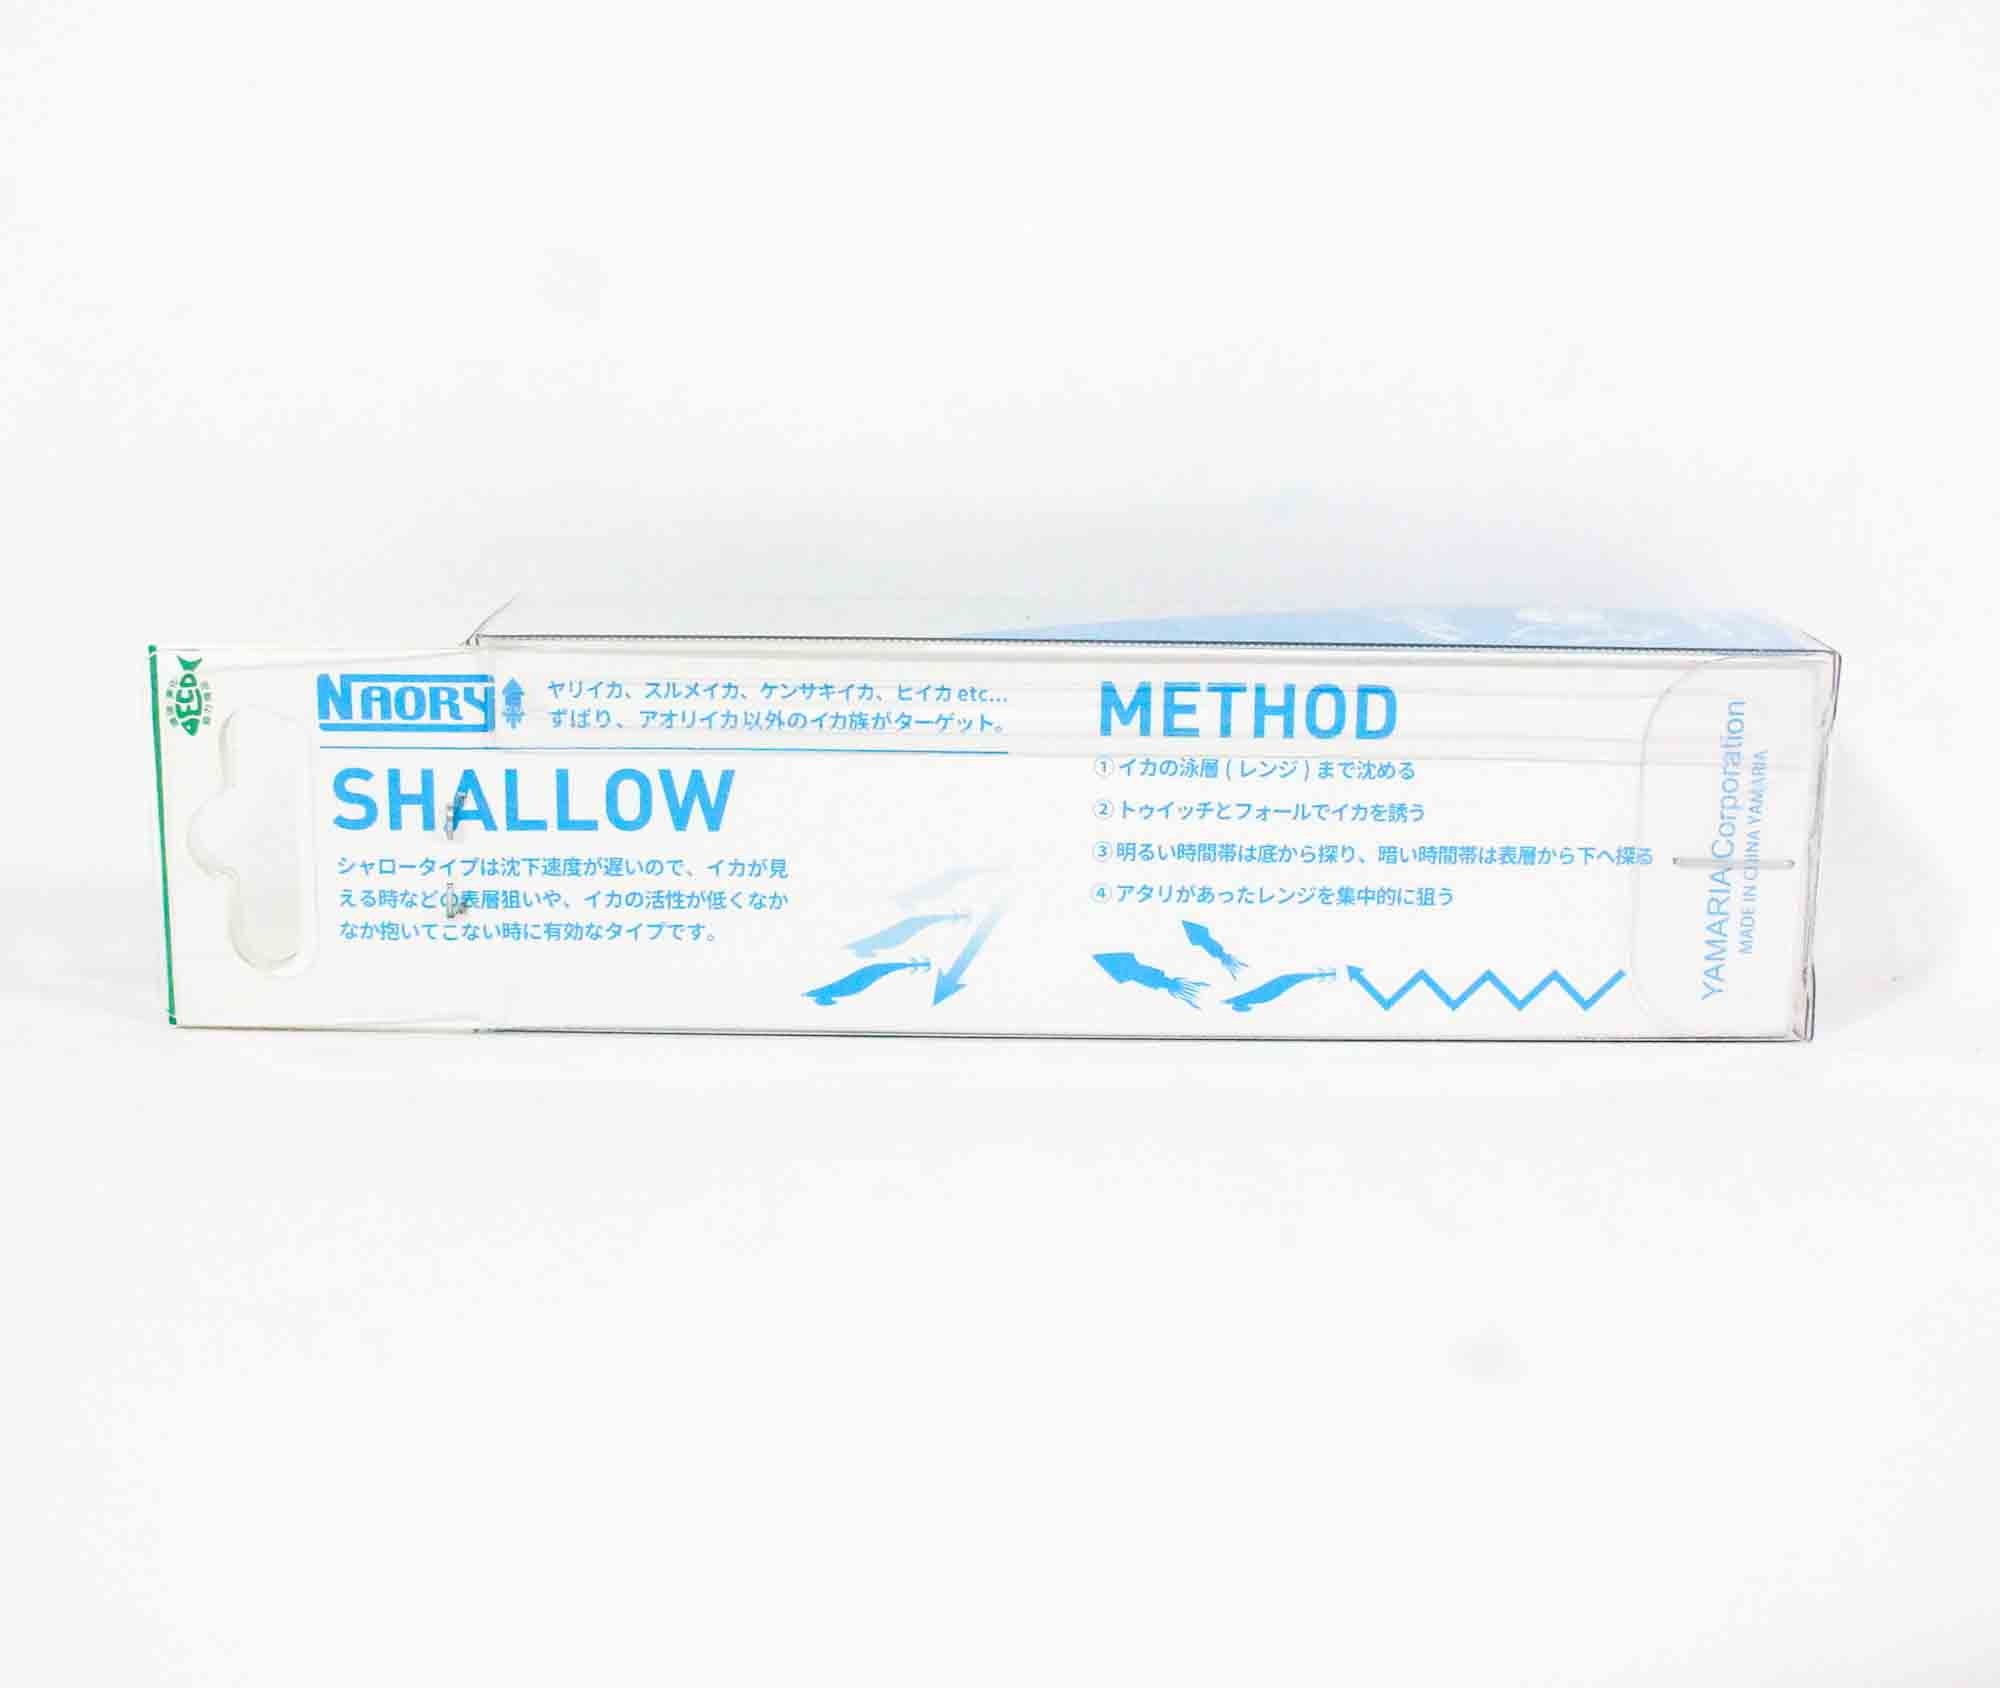 NAORY
ヤリイカ、スルメイカ、ケンサキイカ、ヒイカ etc...
ずばり、アオリイカ以外のイカ族がターゲット。
SHALLOW
シャロータイプは沈下速度が遅いので、イカが見
える時などの表層狙いや、イカの活性が低くなか
なか抱いてこない時に有効なタイプです。
METHOD
①イカの泳層 ( レンジ ) まで沈める
②トゥイッチとフォールでイカを誘う
③明るい時間帯は底から探り、暗い時間帯は表層から下へ探る
④アタリがあったレンジを集中的に狙う
YAMARIA Corporation
MADE IN CHINA YAMARIA
ECO